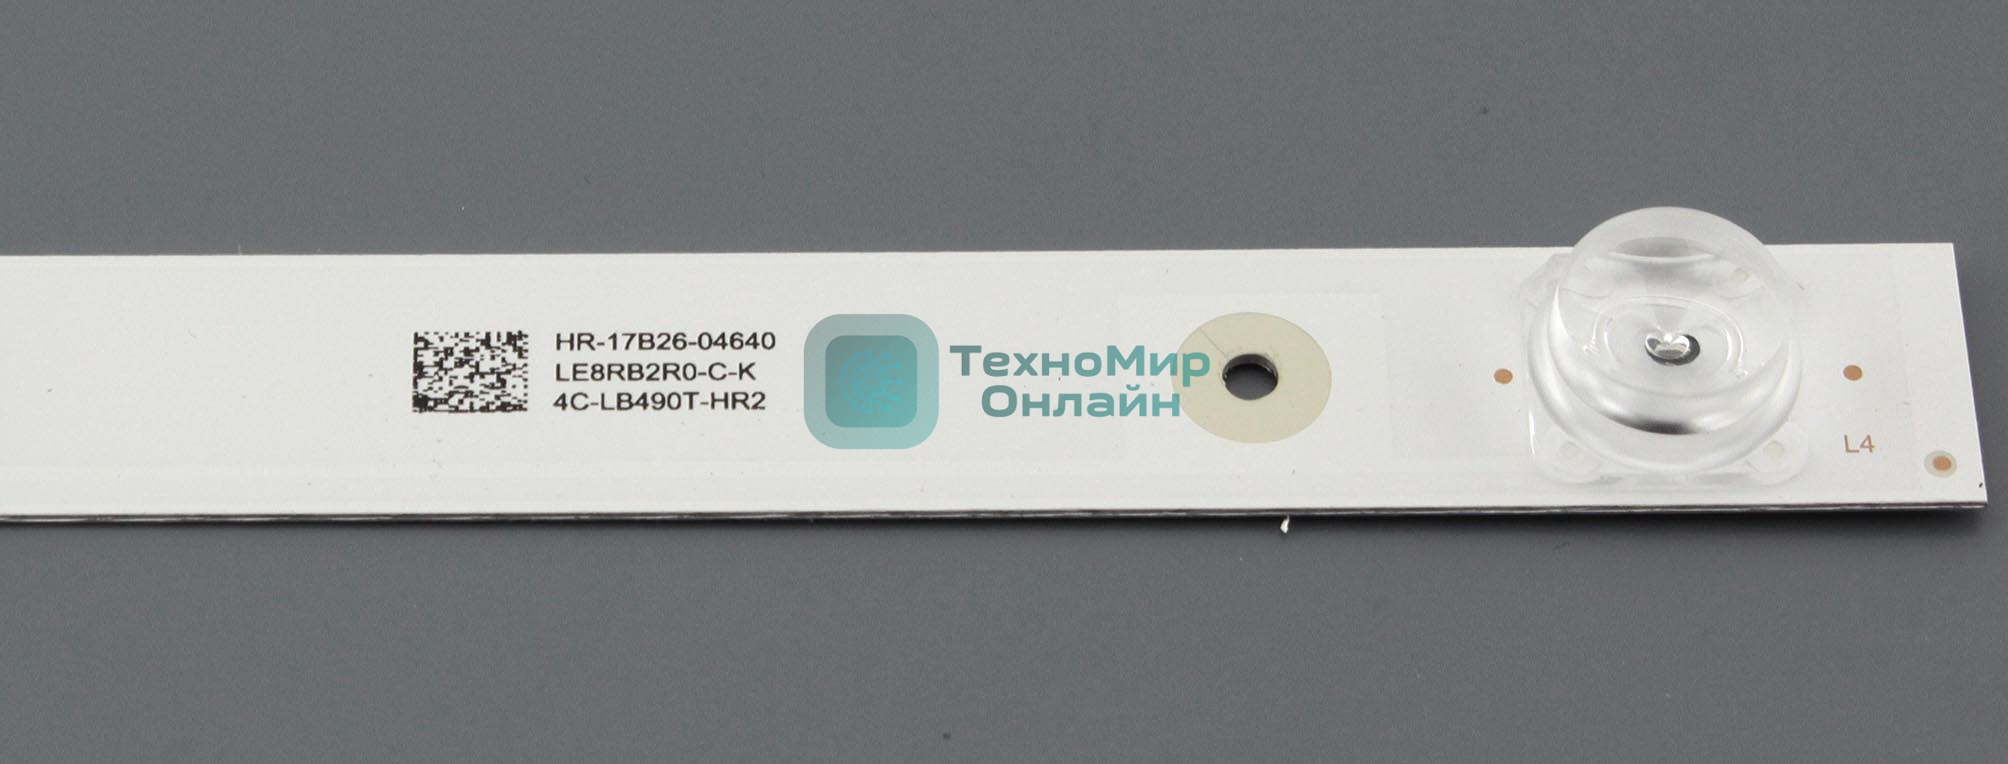 HR-17B26-04640
LE8RB2R0-C-K
4C-LB490T-HR2
ТехноМир
Онлайн
L4